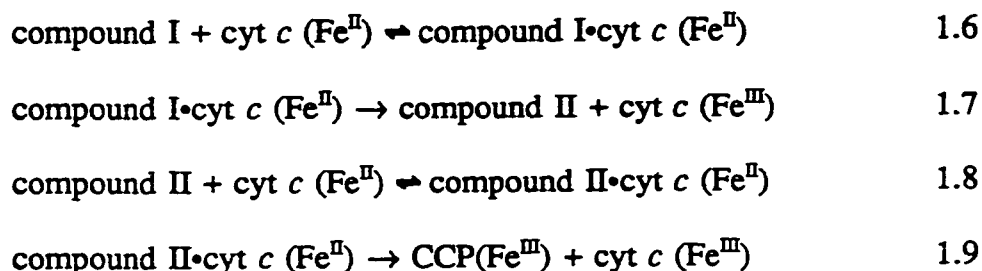 compound I + cyt c (Fe^II) ⇌ compound I•cyt c (Fe^II) 1.6
compound I•cyt c (Fe^II) → compound II + cyt c (Fe^III) 1.7
compound II + cyt c (Fe^II) ⇌ compound II•cyt c (Fe^II) 1.8
compound II•cyt c (Fe^II) → CCP(Fe^III) + cyt c (Fe^III) 1.9